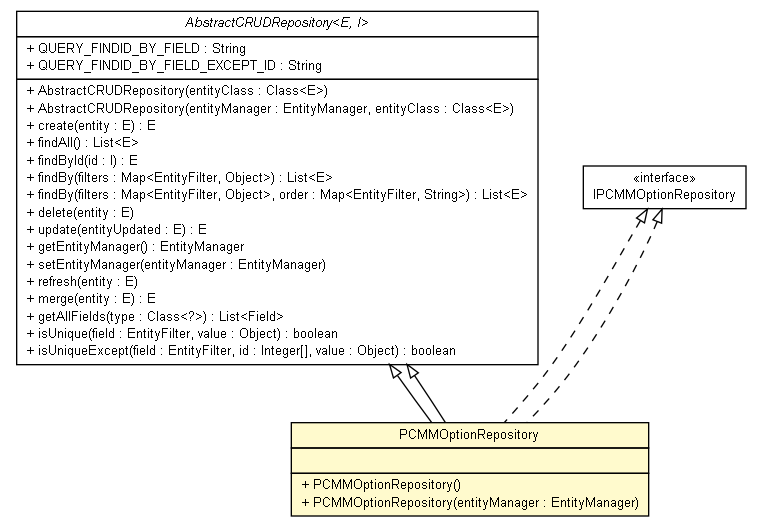 AbstractCRUDRepository<E, I>
+ QUERY_FINDID_BY_FIELD : String
+ QUERY_FINDID_BY_FIELD_EXCEPT_ID : String
+ AbstractCRUDRepository(entityClass : Class<E>)
+ AbstractCRUDRepository(entityManager : EntityManager, entityClass : Class<E>)
+ create(entity : E) : E
+ findAll() : List<E>
+ findById(id : I) : E
+ findBy(filters : Map<EntityFilter, Object>) : List<E>
+ findBy(filters : Map<EntityFilter, Object>, order : Map<EntityFilter, String>) : List<E>
+ delete(entity : E)
+ update(entityUpdated : E) : E
+ getEntityManager() : EntityManager
+ setEntityManager(entityManager : EntityManager)
+ refresh(entity : E)
+ merge(entity : E) : E
+ getAllFields(type : Class<?>) : List<Field>
+ isUnique(field : EntityFilter, value : Object) : boolean
+ isUniqueExcept(field : EntityFilter, id : Integer[], value : Object) : boolean
«interface»
IPCMMOptionRepository
PCMMOptionRepository
+ PCMMOptionRepository()
+ PCMMOptionRepository(entityManager : EntityManager)